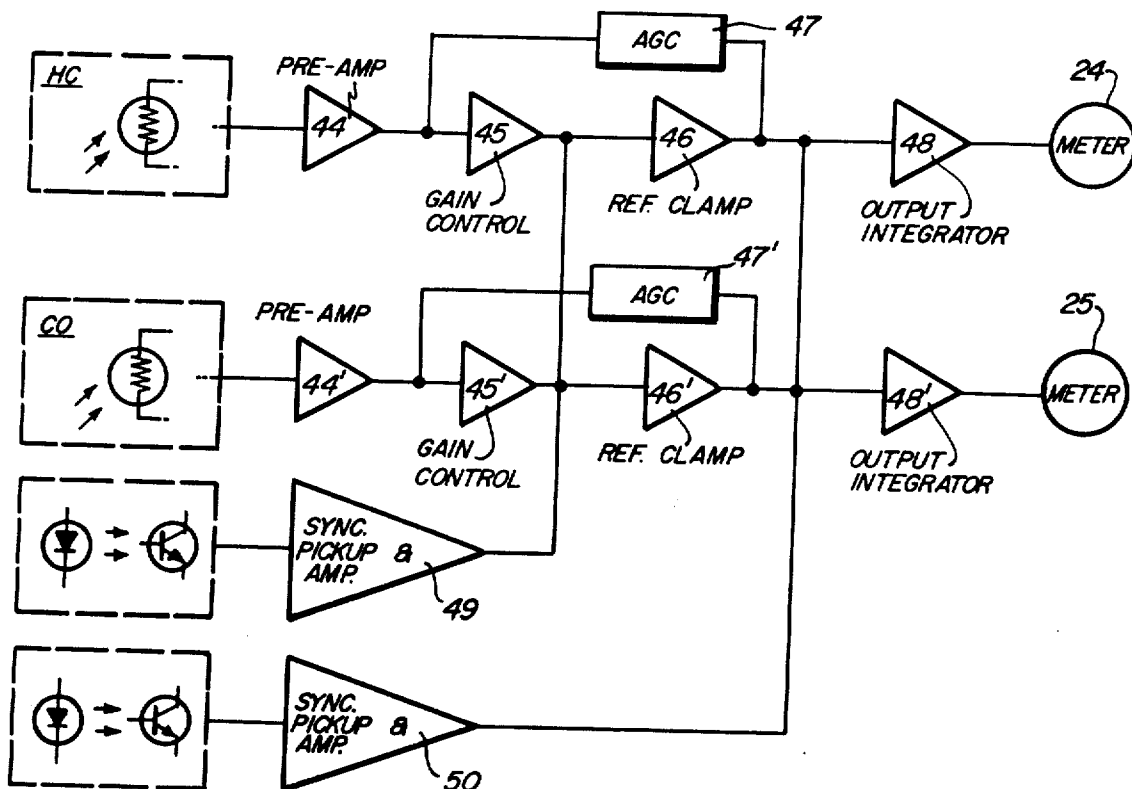 HC
PRE-AMP
44
45
GAIN
CONTROL
AGC
47
46
REF. CLAMP
48
OUTPUT
INTEGRATOR
24
METER
CO
PRE-AMP
44'
45'
GAIN
CONTROL
AGC
47'
46'
REF. CLAMP
48'
OUTPUT
INTEGRATOR
25
METER
SYNC.
PICKUP &
AMP.
49
SYNC.
PICKUP &
AMP.
50